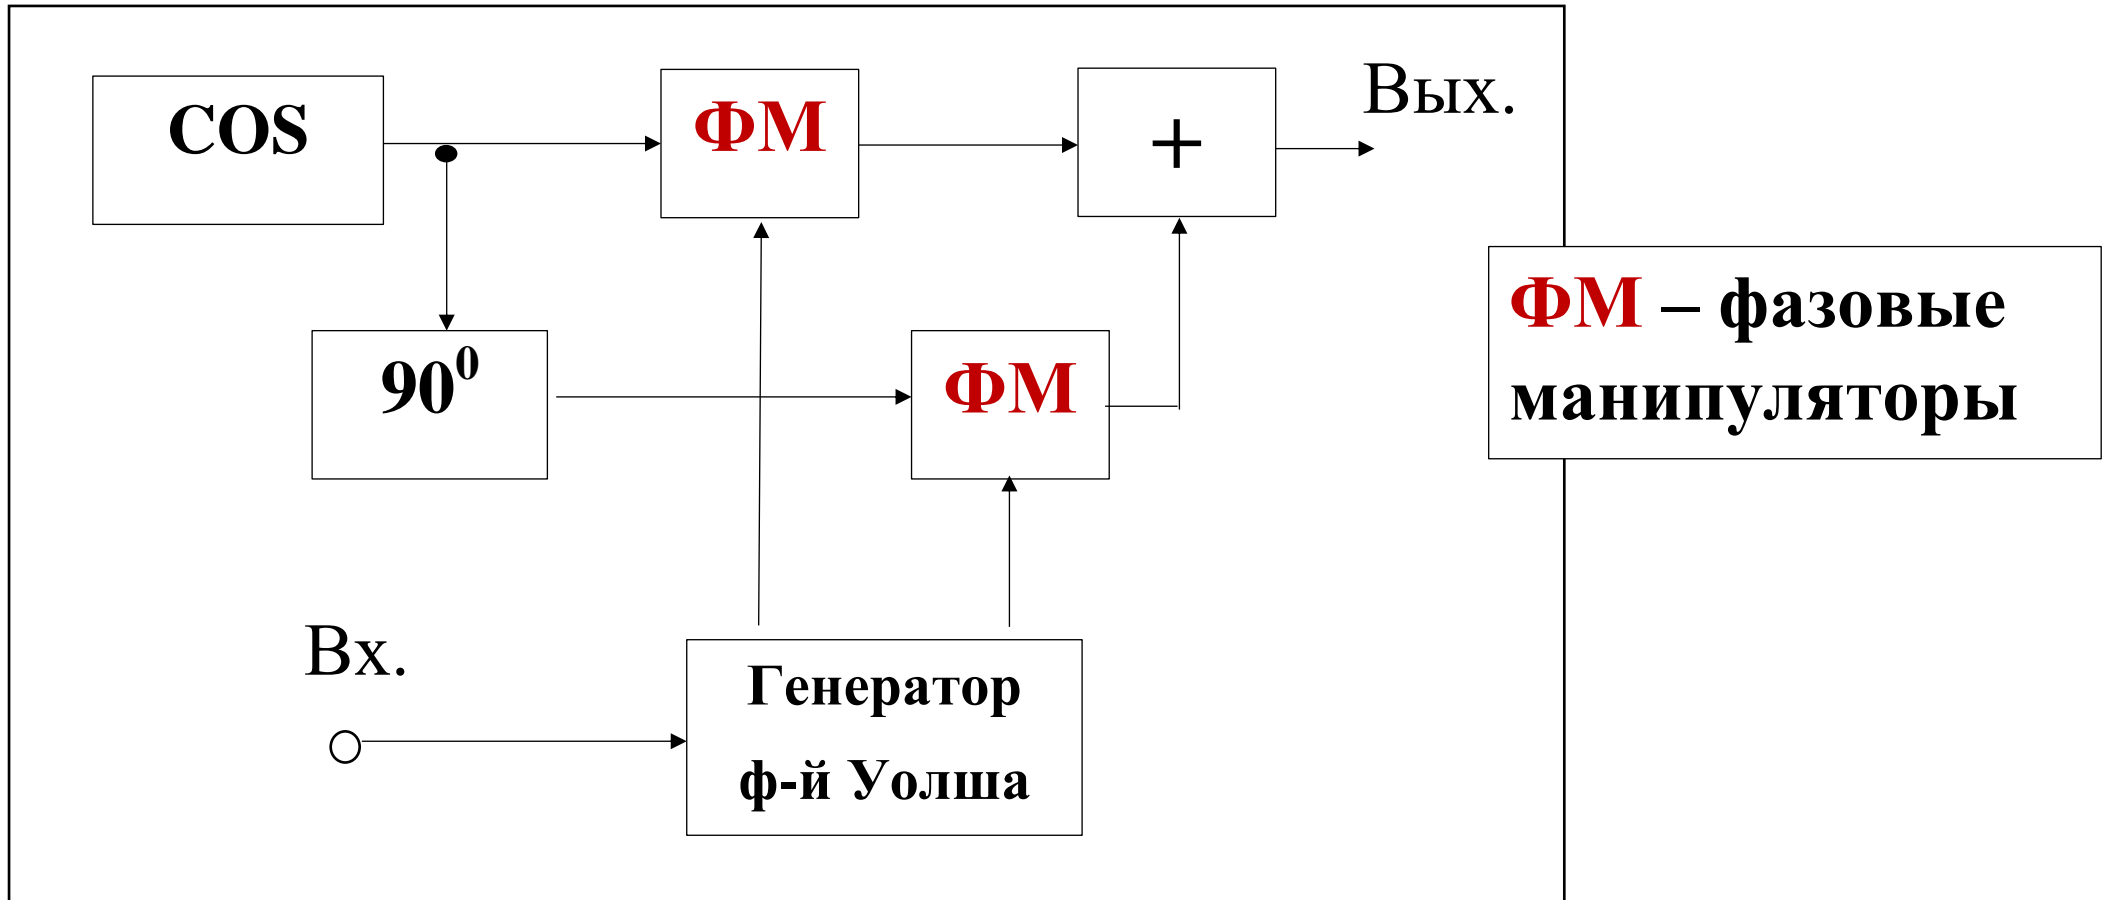 COS
ФМ
+
Вых.
90⁰
ФМ
ФМ – фазовые
манипуляторы
Вх.
Генератор
ф-й Уолша